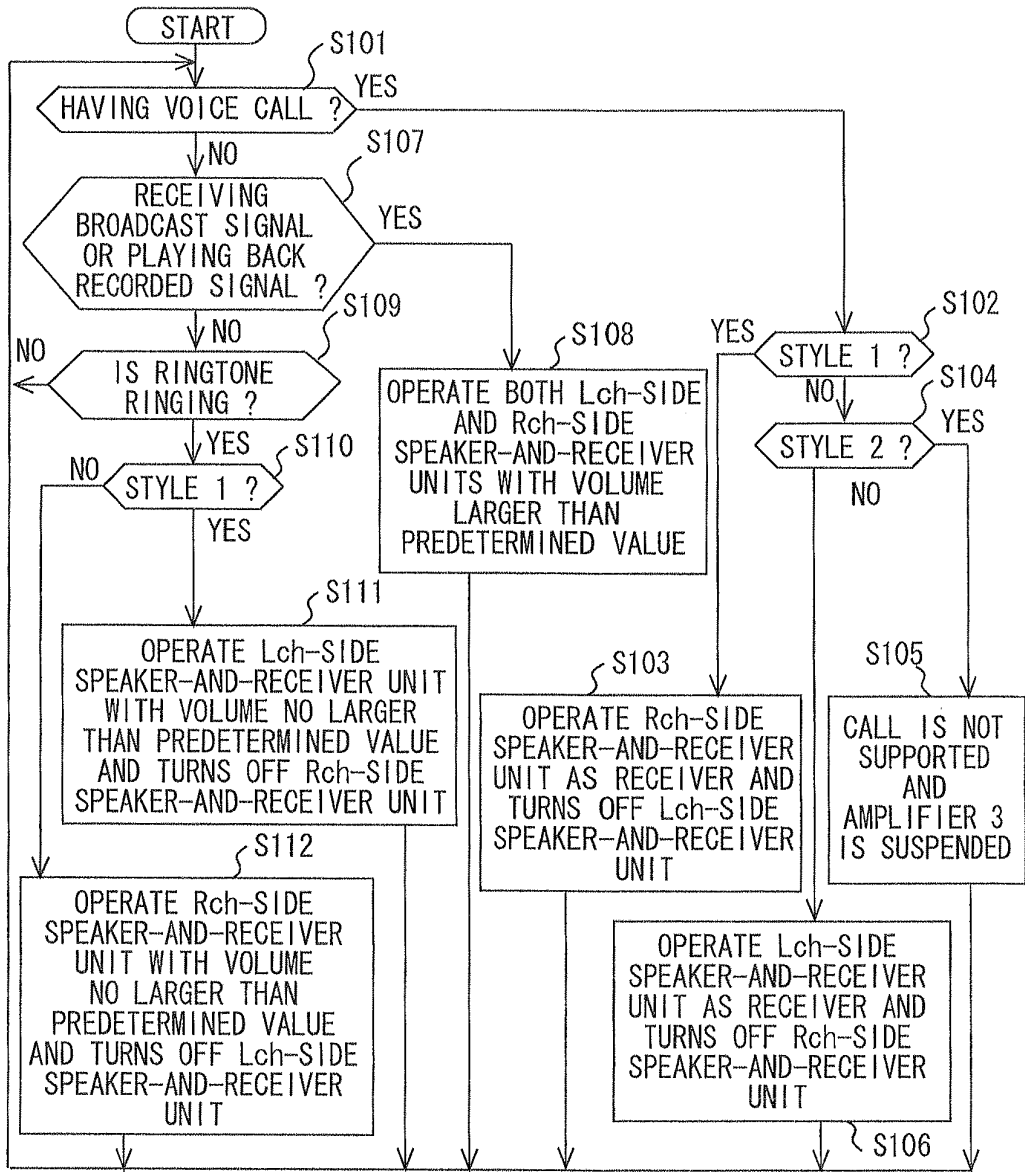 START
S101
HAVING VOICE CALL ?
YES
NO
S107
RECEIVING
BROADCAST SIGNAL
OR PLAYING BACK
RECORDED SIGNAL ?
YES
NO
S109
IS RINGTONE
RINGING ?
NO
YES
S110
STYLE 1 ?
NO
YES
S108
OPERATE BOTH Lch-SIDE
AND Rch-SIDE
SPEAKER-AND-RECEIVER
UNITS WITH VOLUME
LARGER THAN
PREDETERMINED VALUE
S102
STYLE 1 ?
YES
NO
S104
STYLE 2 ?
YES
NO
S111
OPERATE Lch-SIDE
SPEAKER-AND-RECEIVER UNIT
WITH VOLUME NO LARGER
THAN PREDETERMINED VALUE
AND TURNS OFF Rch-SIDE
SPEAKER-AND-RECEIVER UNIT
S103
OPERATE Rch-SIDE
SPEAKER-AND-RECEIVER
UNIT AS RECEIVER AND
TURNS OFF Lch-SIDE
SPEAKER-AND-RECEIVER
UNIT
S105
CALL IS NOT
SUPPORTED
AND
AMPLIFIER 3
IS SUSPENDED
S112
OPERATE Rch-SIDE
SPEAKER-AND-RECEIVER
UNIT WITH VOLUME
NO LARGER THAN
PREDETERMINED VALUE
AND TURNS OFF Lch-SIDE
SPEAKER-AND-RECEIVER
UNIT
OPERATE Lch-SIDE
SPEAKER-AND-RECEIVER
UNIT AS RECEIVER AND
TURNS OFF Rch-SIDE
SPEAKER-AND-RECEIVER
UNIT
S106